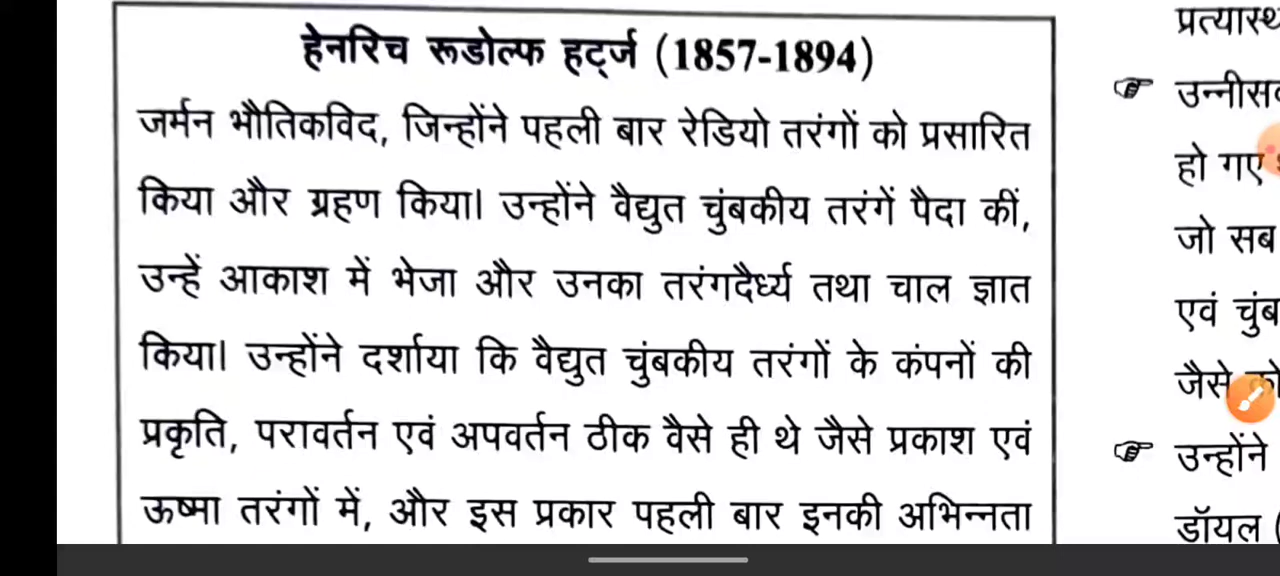 हेनरिच रूडोल्फ हर्ट्ज (1857-1894)
जर्मन भौतिकविद, जिन्होंने पहली बार रेडियो तरंगों को प्रसारित
किया और ग्रहण किया। उन्होंने वैद्युत चुंबकीय तरंगें पैदा कीं,
उन्हें आकाश में भेजा और उनका तरंगदैर्ध्य तथा चाल ज्ञात
किया। उन्होंने दर्शाया कि वैद्युत चुंबकीय तरंगों के कंपनों की
प्रकृति, परावर्तन एवं अपवर्तन ठीक वैसे ही थे जैसे प्रकाश एवं
ऊष्मा तरंगों में, और इस प्रकार पहली बार इनकी अभिन्नता
हो गए
जो सब
एवं
जैसे
उन्होंने
डॉयल (